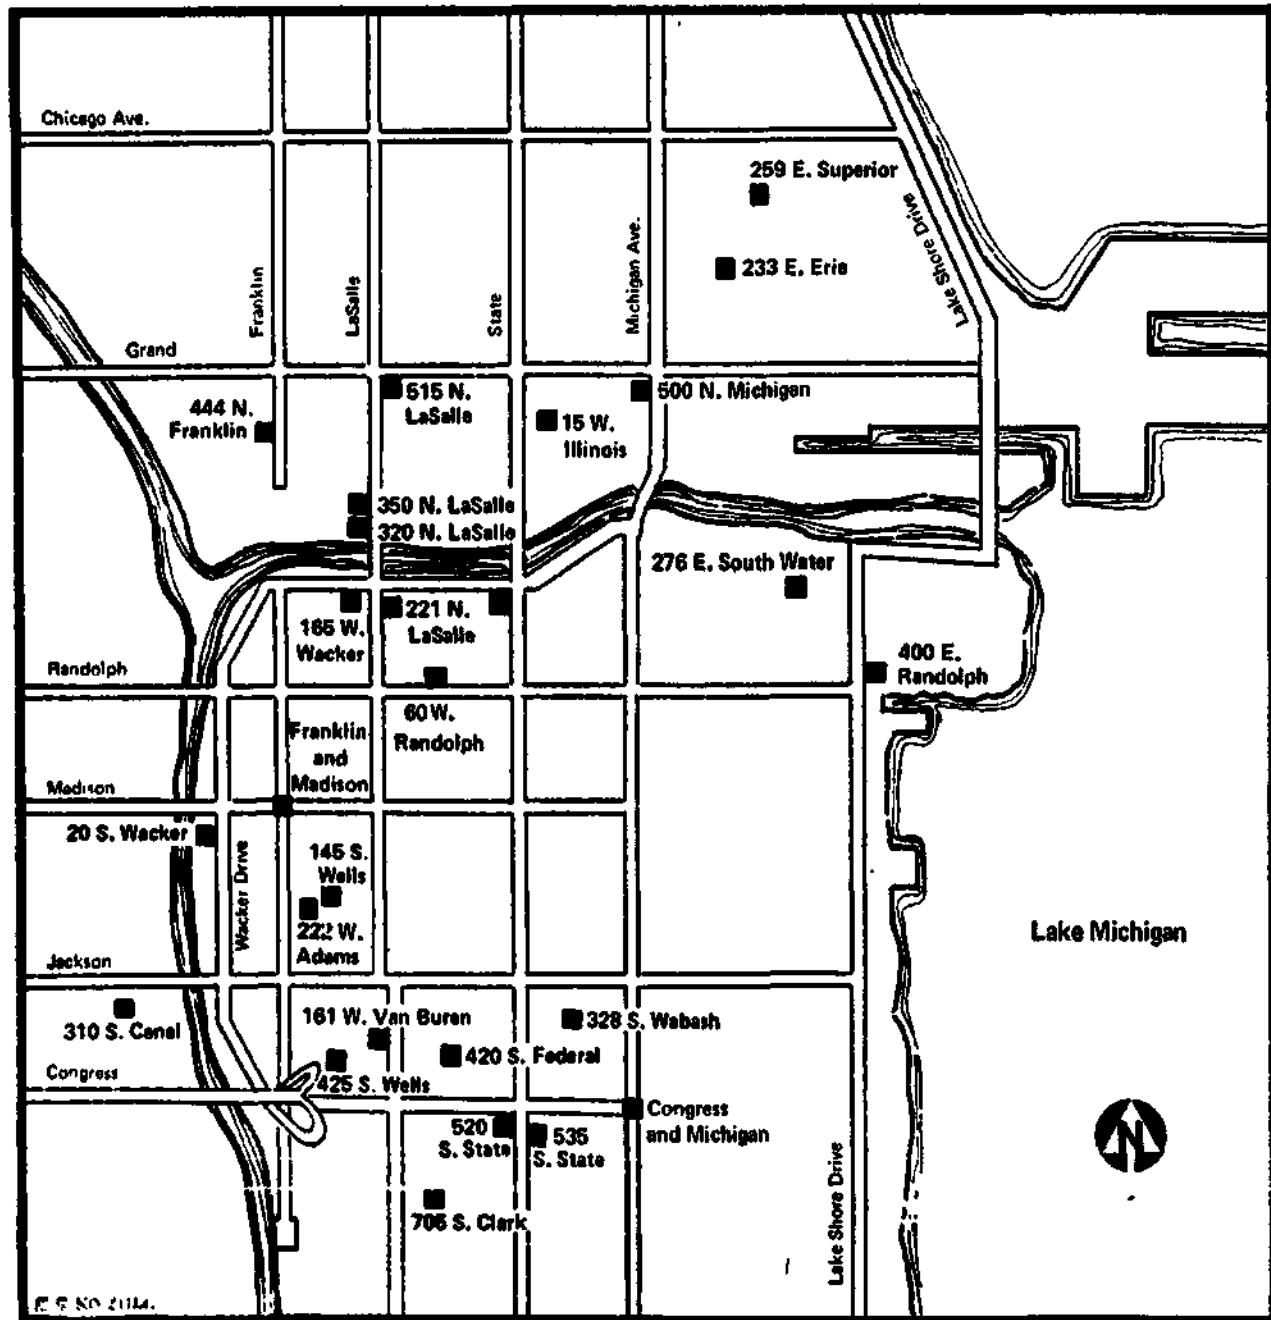 Chicago Ave.
259 E. Superior
Lake Shore Drive
233 E. Erie
Franklin
LaSalle
State
Michigan Ave.
Grand
444 N.
Franklin
515 N.
LaSalle
15 W.
Illinois
500 N. Michigan
350 N. LaSalle
320 N. LaSalle
276 E. South Water
165 W.
Wacker
221 N.
LaSalle
400 E.
Randolph
Randolph
60 W.
Randolph
Franklin
and
Madison
Madison
20 S. Wacker
Wacker Drive
145 S.
Wells
222 W.
Adams
Lake Michigan
Jackson
310 S. Canal
161 W. Van Buren
328 S. Wabash
420 S. Federal
425 S. Wells
Congress
Congress
and Michigan
520
S. State
535
S. State
N
705 S. Clark
Lake Shore Drive